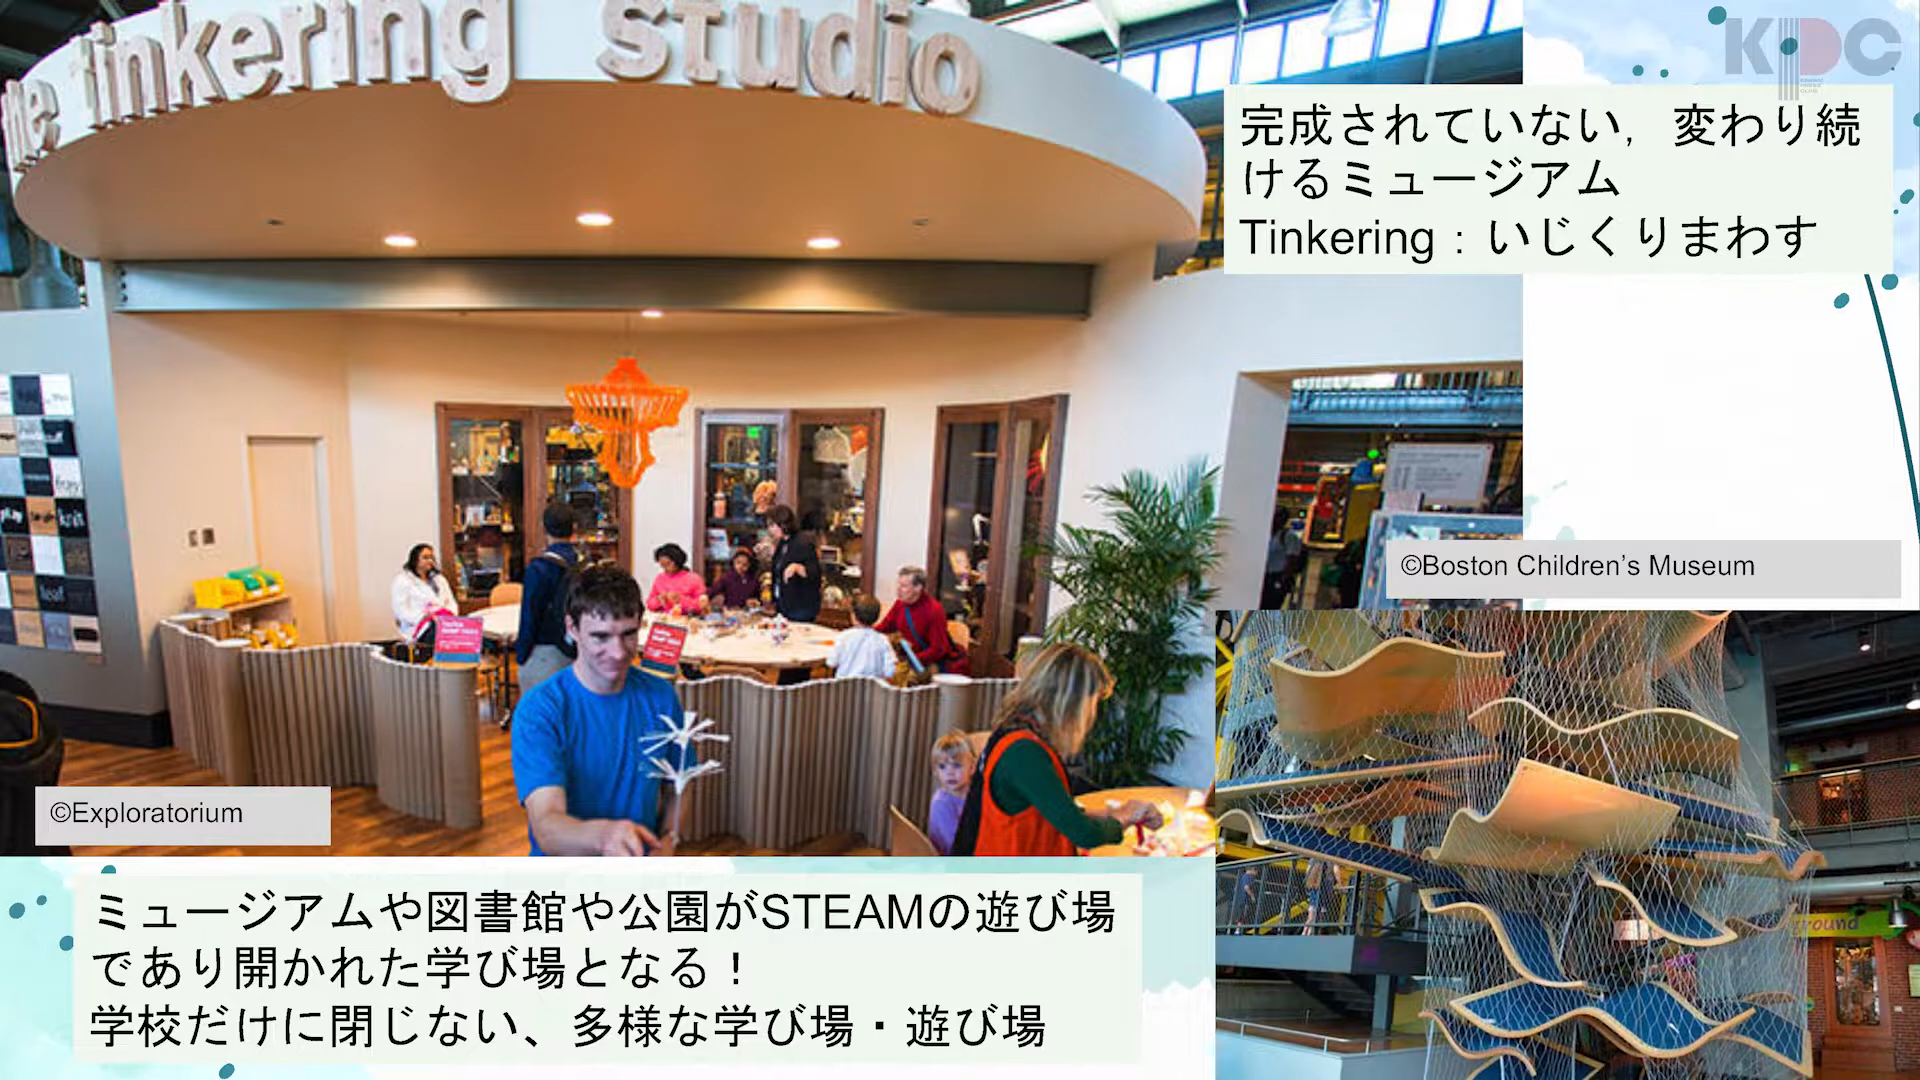 the tinkering studio
KPC
完成されていない，変わり続
けるミュージアム
Tinkering：いじくりまわす
©Boston Children’s Museum
©Exploratorium
ミュージアムや図書館や公園がSTEAMの遊び場
であり開かれた学び場となる！
学校だけに閉じない、多様な学び場・遊び場